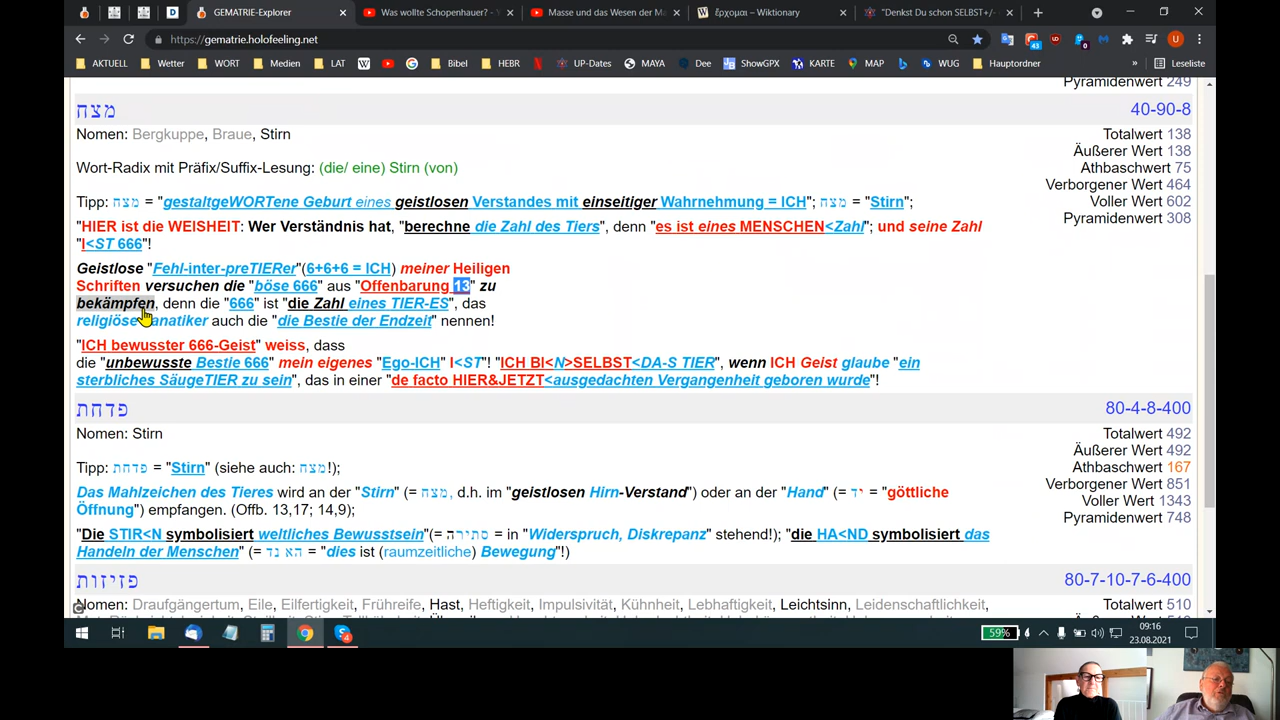 GEMATRIE-Explorer
Was wollte Schopenhauer? - Y
Masse und das Wesen der Ma
ἔρχομαι - Wiktionary
"Denkst Du schon SELBST+/-
https://gematrie.holofeeling.net
AKTUELL Wetter WORT Medien LAT Bibel HEBR UP-Dates MAYA Dee ShowGPX KARTE MAP WUG Hauptordner » Leseliste
Pyramidenwert 249
מצח 40-90-8
Nomen: Bergkuppe, Braue, Stirn
Totalwert 138
Äußerer Wert 138
Athbaschwert 75
Verborgener Wert 464
Voller Wert 602
Pyramidenwert 308
Wort-Radix mit Präfix/Suffix-Lesung: (die/ eine) Stirn (von)
Tipp: מצח = "gestaltgeWORTene Geburt eines geistlosen Verstandes mit einseitiger Wahrnehmung = ICH"; מצח = "Stirn";
"HIER ist die WEISHEIT: Wer Verständnis hat, "berechne die Zahl des Tiers", denn "es ist eines MENSCHEN<Zahl"; und seine Zahl
"I<ST 666"!
Geistlose "Fehl-inter-preTIERer"(6+6+6 = ICH) meiner Heiligen
Schriften versuchen die "böse 666" aus "Offenbarung 13" zu
bekämpfen, denn die "666" ist "die Zahl eines TIER-ES", das
religiöse Fanatiker auch die "die Bestie der Endzeit" nennen!
"ICH bewusster 666-Geist" weiss, dass
die "unbewusste Bestie 666" mein eigenes "Ego-ICH" I<ST"! "ICH BI<N>SELBST<DA-S TIER", wenn ICH Geist glaube "ein
sterbliches SäugeTIER zu sein", das in einer "de facto HIER&JETZT<ausgedachten Vergangenheit geboren wurde"!
פדחת 80-4-8-400
Nomen: Stirn
Totalwert 492
Äußerer Wert 492
Athbaschwert 167
Verborgener Wert 851
Voller Wert 1343
Pyramidenwert 748
Tipp: פדחת = "Stirn" (siehe auch: מצח!);
Das Mahlzeichen des Tieres wird an der "Stirn" (= מצח, d.h. im "geistlosen Hirn-Verstand") oder an der "Hand" (= יד = "göttliche
Öffnung") empfangen. (Offb. 13,17; 14,9);
"Die STIR<N symbolisiert weltliches Bewusstsein"(= סתירה = in "Widerspruch, Diskrepanz" stehend!); "die HA<ND symbolisiert das
Handeln der Menschen" (= הא נד = "dies ist (raumzeitliche) Bewegung"!)
פזיזות 80-7-10-7-6-400
Nomen: Draufgängertum, Eile, Eilfertigkeit, Frühreife, Hast, Heftigkeit, Impulsivität, Kühnheit, Lebhaftigkeit, Leichtsinn, Leidenschaftlichkeit,
Totalwert 510
59%
09:16
23.08.2021